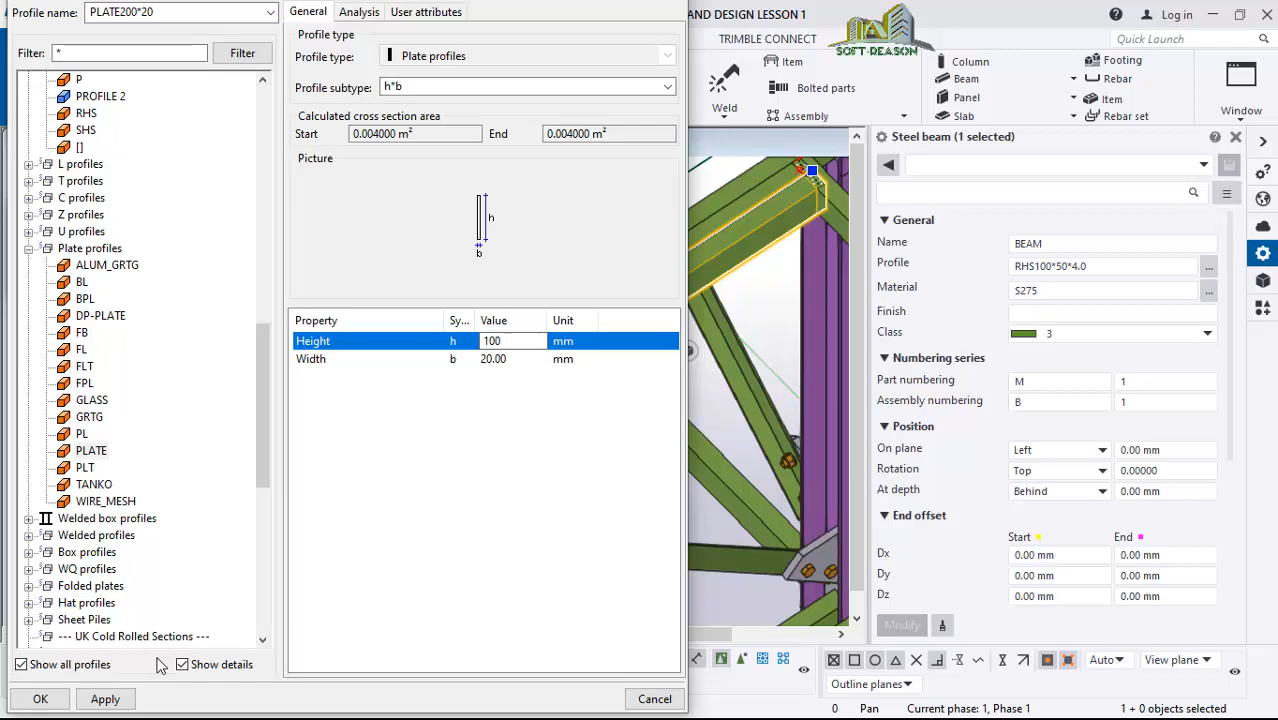 Profile name: PLATE200*20
Filter: * Filter
P
PROFILE 2
RHS
SHS
[]
L profiles
T profiles
C profiles
Z profiles
U profiles
Plate profiles
ALUM_GRTG
BL
BPL
DP-PLATE
FB
FL
FLT
FPL
GLASS
GRTG
PL
PLATE
PLT
TANKO
WIRE_MESH
Welded box profiles
Welded profiles
Box profiles
WQ profiles
Folded plates
Hat profiles
Sheet Piles
--- UK Cold Rolled Sections ---
Show all profiles Show details
OK Apply
General Analysis User attributes
Profile type
Profile type: Plate profiles
Profile subtype: h*b
Calculated cross section area
Start 0.004000 m² End 0.004000 m²
Picture
h
b
Property Sy... Value Unit
Height h 100 mm
Width b 20.00 mm
Cancel
AND DESIGN LESSON 1
Log in
TRIMBLE CONNECT
SOFT-REASON
Quick Launch
Weld
Item
Bolted parts
Assembly
Column
Beam
Panel
Slab
Footing
Rebar
Item
Rebar set
Window
Steel beam (1 selected)
General
Name BEAM
Profile RHS100*50*4.0 ...
Material S275 ...
Finish
Class 3
Numbering series
Part numbering M 1
Assembly numbering B 1
Position
On plane Left 0.00 mm
Rotation Top 0.00000
At depth Behind 0.00 mm
End offset
Start End
Dx 0.00 mm 0.00 mm
Dy 0.00 mm 0.00 mm
Dz 0.00 mm 0.00 mm
Modify
Auto View plane
Outline planes
0 Pan Current phase: 1, Phase 1 1 + 0 objects selected